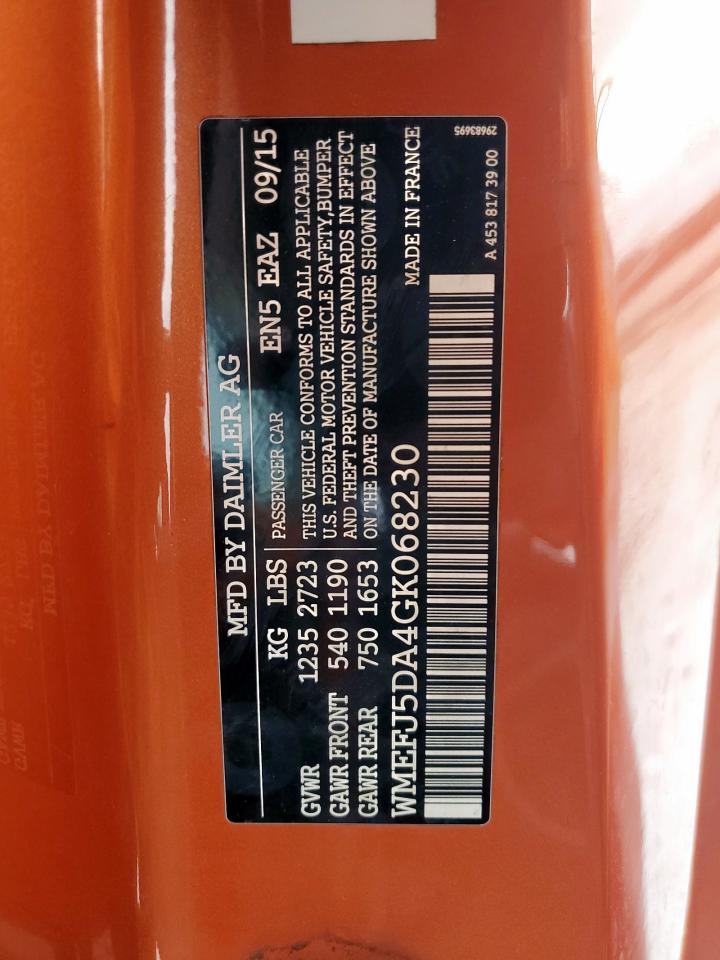 MFD BY DAIMLER AG
KG LBS PASSENGER CAR EN5 EAZ 09/15
GVWR 1235 2723 THIS VEHICLE CONFORMS TO ALL APPLICABLE
GAWR FRONT 540 1190 U.S. FEDERAL MOTOR VEHICLE SAFETY,BUMPER
AND THEFT PREVENTION STANDARDS IN EFFECT
GAWR REAR 750 1653 ON THE DATE OF MANUFACTURE SHOWN ABOVE
WMEFJ5DA4GK068230 MADE IN FRANCE
29683695
A 453 817 39 00